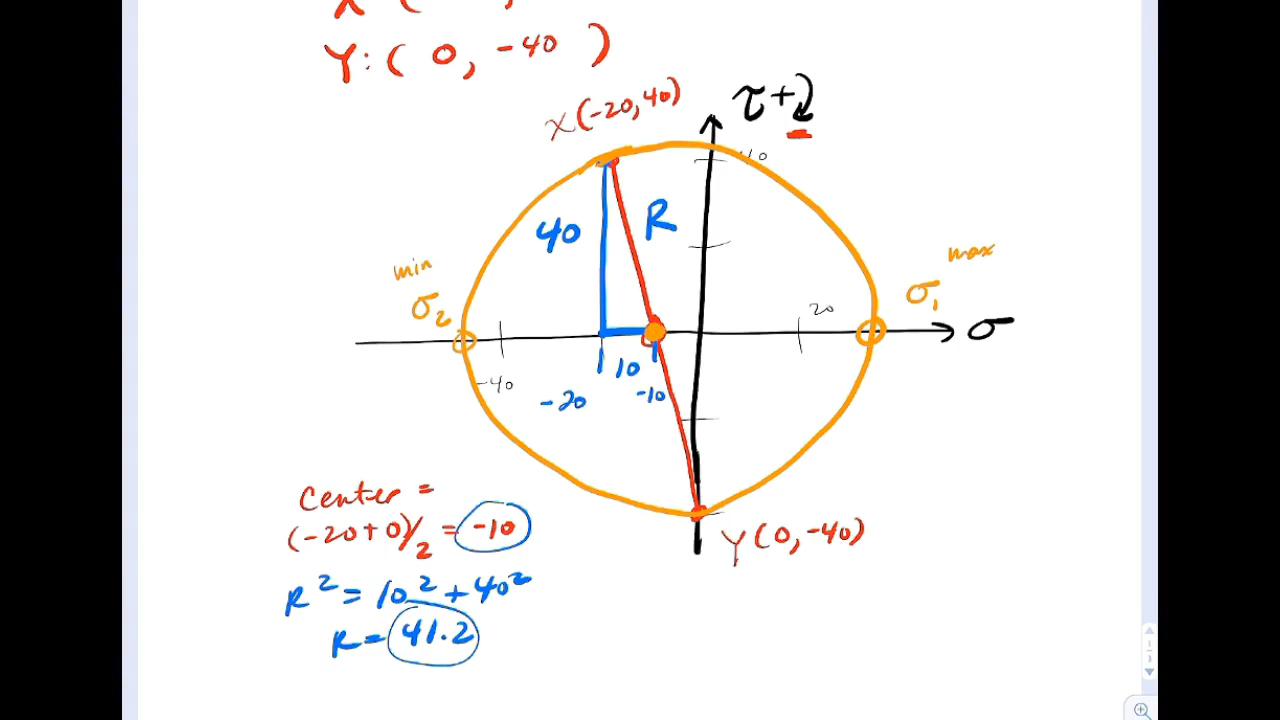 X (
Y: ( 0, -40 )
X(-20,40)
τ+
40
40
R
min
max
σ2
σ1
20
σ
-40
10
-20
-10
center =
(-20+0)/2 = -10
Y(0,-40)
R² = 10² + 40²
R = 41.2